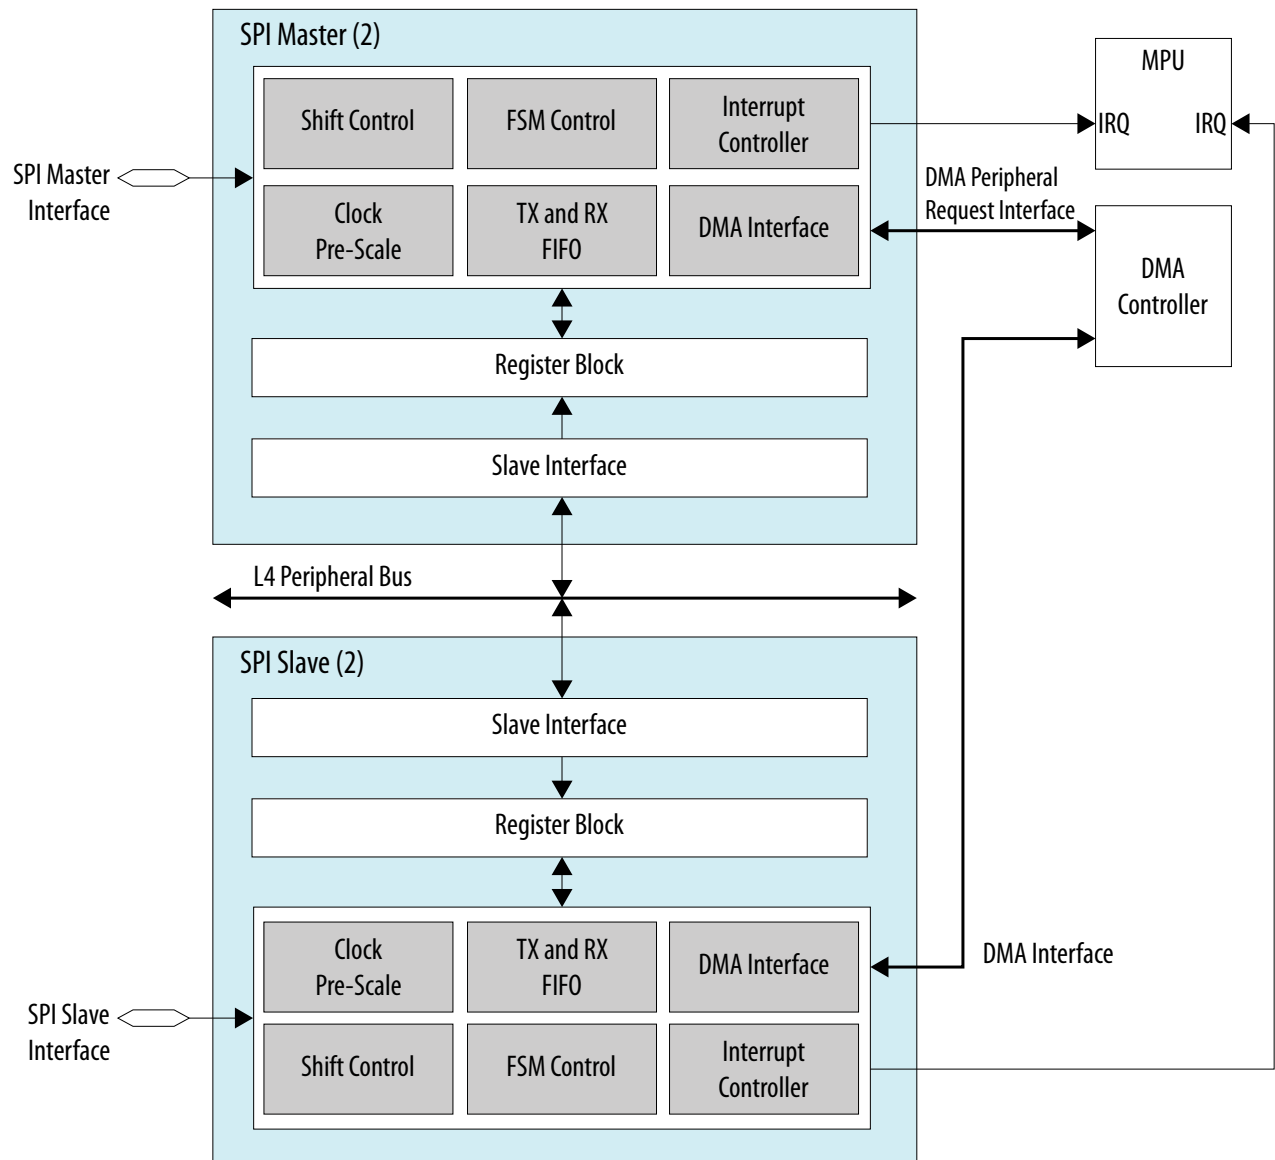 SPI Master (2)
MPU
Shift Control
FSM Control
Interrupt
Controller
IRQ
IRQ
SPI Master
Interface
DMA Peripheral
Request Interface
Clock
Pre-Scale
TX and RX
FIFO
DMA Interface
DMA
Controller
Register Block
Slave Interface
L4 Peripheral Bus
SPI Slave (2)
Slave Interface
Register Block
Clock
Pre-Scale
TX and RX
FIFO
DMA Interface
DMA Interface
SPI Slave
Interface
Shift Control
FSM Control
Interrupt
Controller